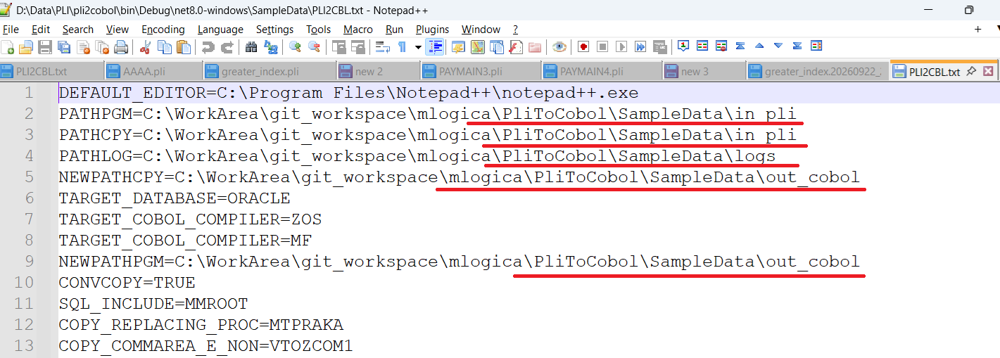 D:\Data\PLI\pli2cobol\bin\Debug\net8.0-windows\SampleData\PLI2CBL.txt - Notepad++
File Edit Search View Encoding Language Settings Tools Macro Run Plugins Window ?
PLI2CBL.txt AAAA.pli greater_index.pli new 2 PAYMAIN3.pli PAYMAIN4.pli new 3 greater_index.20260922_ PLI2CBL.txt
1 DEFAULT_EDITOR=C:\Program Files\Notepad++\notepad++.exe
2 PATHPGM=C:\WorkArea\git_workspace\mlogica\PliToCobol\SampleData\in_pli
3 PATHCPY=C:\WorkArea\git_workspace\mlogica\PliToCobol\SampleData\in_pli
4 PATHLOG=C:\WorkArea\git_workspace\mlogica\PliToCobol\SampleData\logs
5 NEWPATHCPY=C:\WorkArea\git_workspace\mlogica\PliToCobol\SampleData\out_cobol
6 TARGET_DATABASE=ORACLE
7 TARGET_COBOL_COMPILER=ZOS
8 TARGET_COBOL_COMPILER=MF
9 NEWPATHPGM=C:\WorkArea\git_workspace\mlogica\PliToCobol\SampleData\out_cobol
10 CONVCOPY=TRUE
11 SQL_INCLUDE=MMROOT
12 COPY_REPLACING_PROC=MTPRAKA
13 COPY_COMMAREA_E_NON=VTOZCOM1